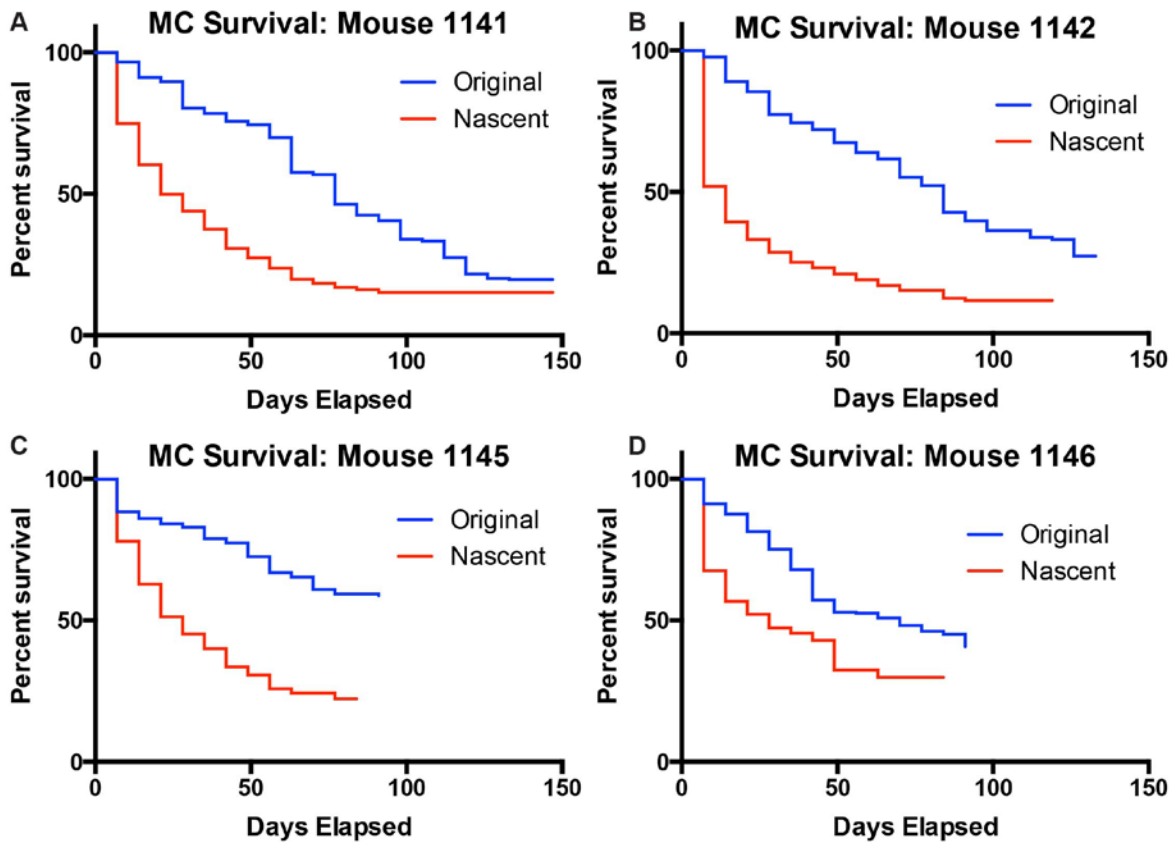 A
MC Survival: Mouse 1141
Percent survival
100
50
0
Original
Nascent
0 50 100 150
Days Elapsed
B
MC Survival: Mouse 1142
Percent survival
100
50
0
Original
Nascent
0 50 100 150
Days Elapsed
C
MC Survival: Mouse 1145
Percent survival
100
50
0
Original
Nascent
0 50 100 150
Days Elapsed
D
MC Survival: Mouse 1146
Percent survival
100
50
0
Original
Nascent
0 50 100 150
Days Elapsed